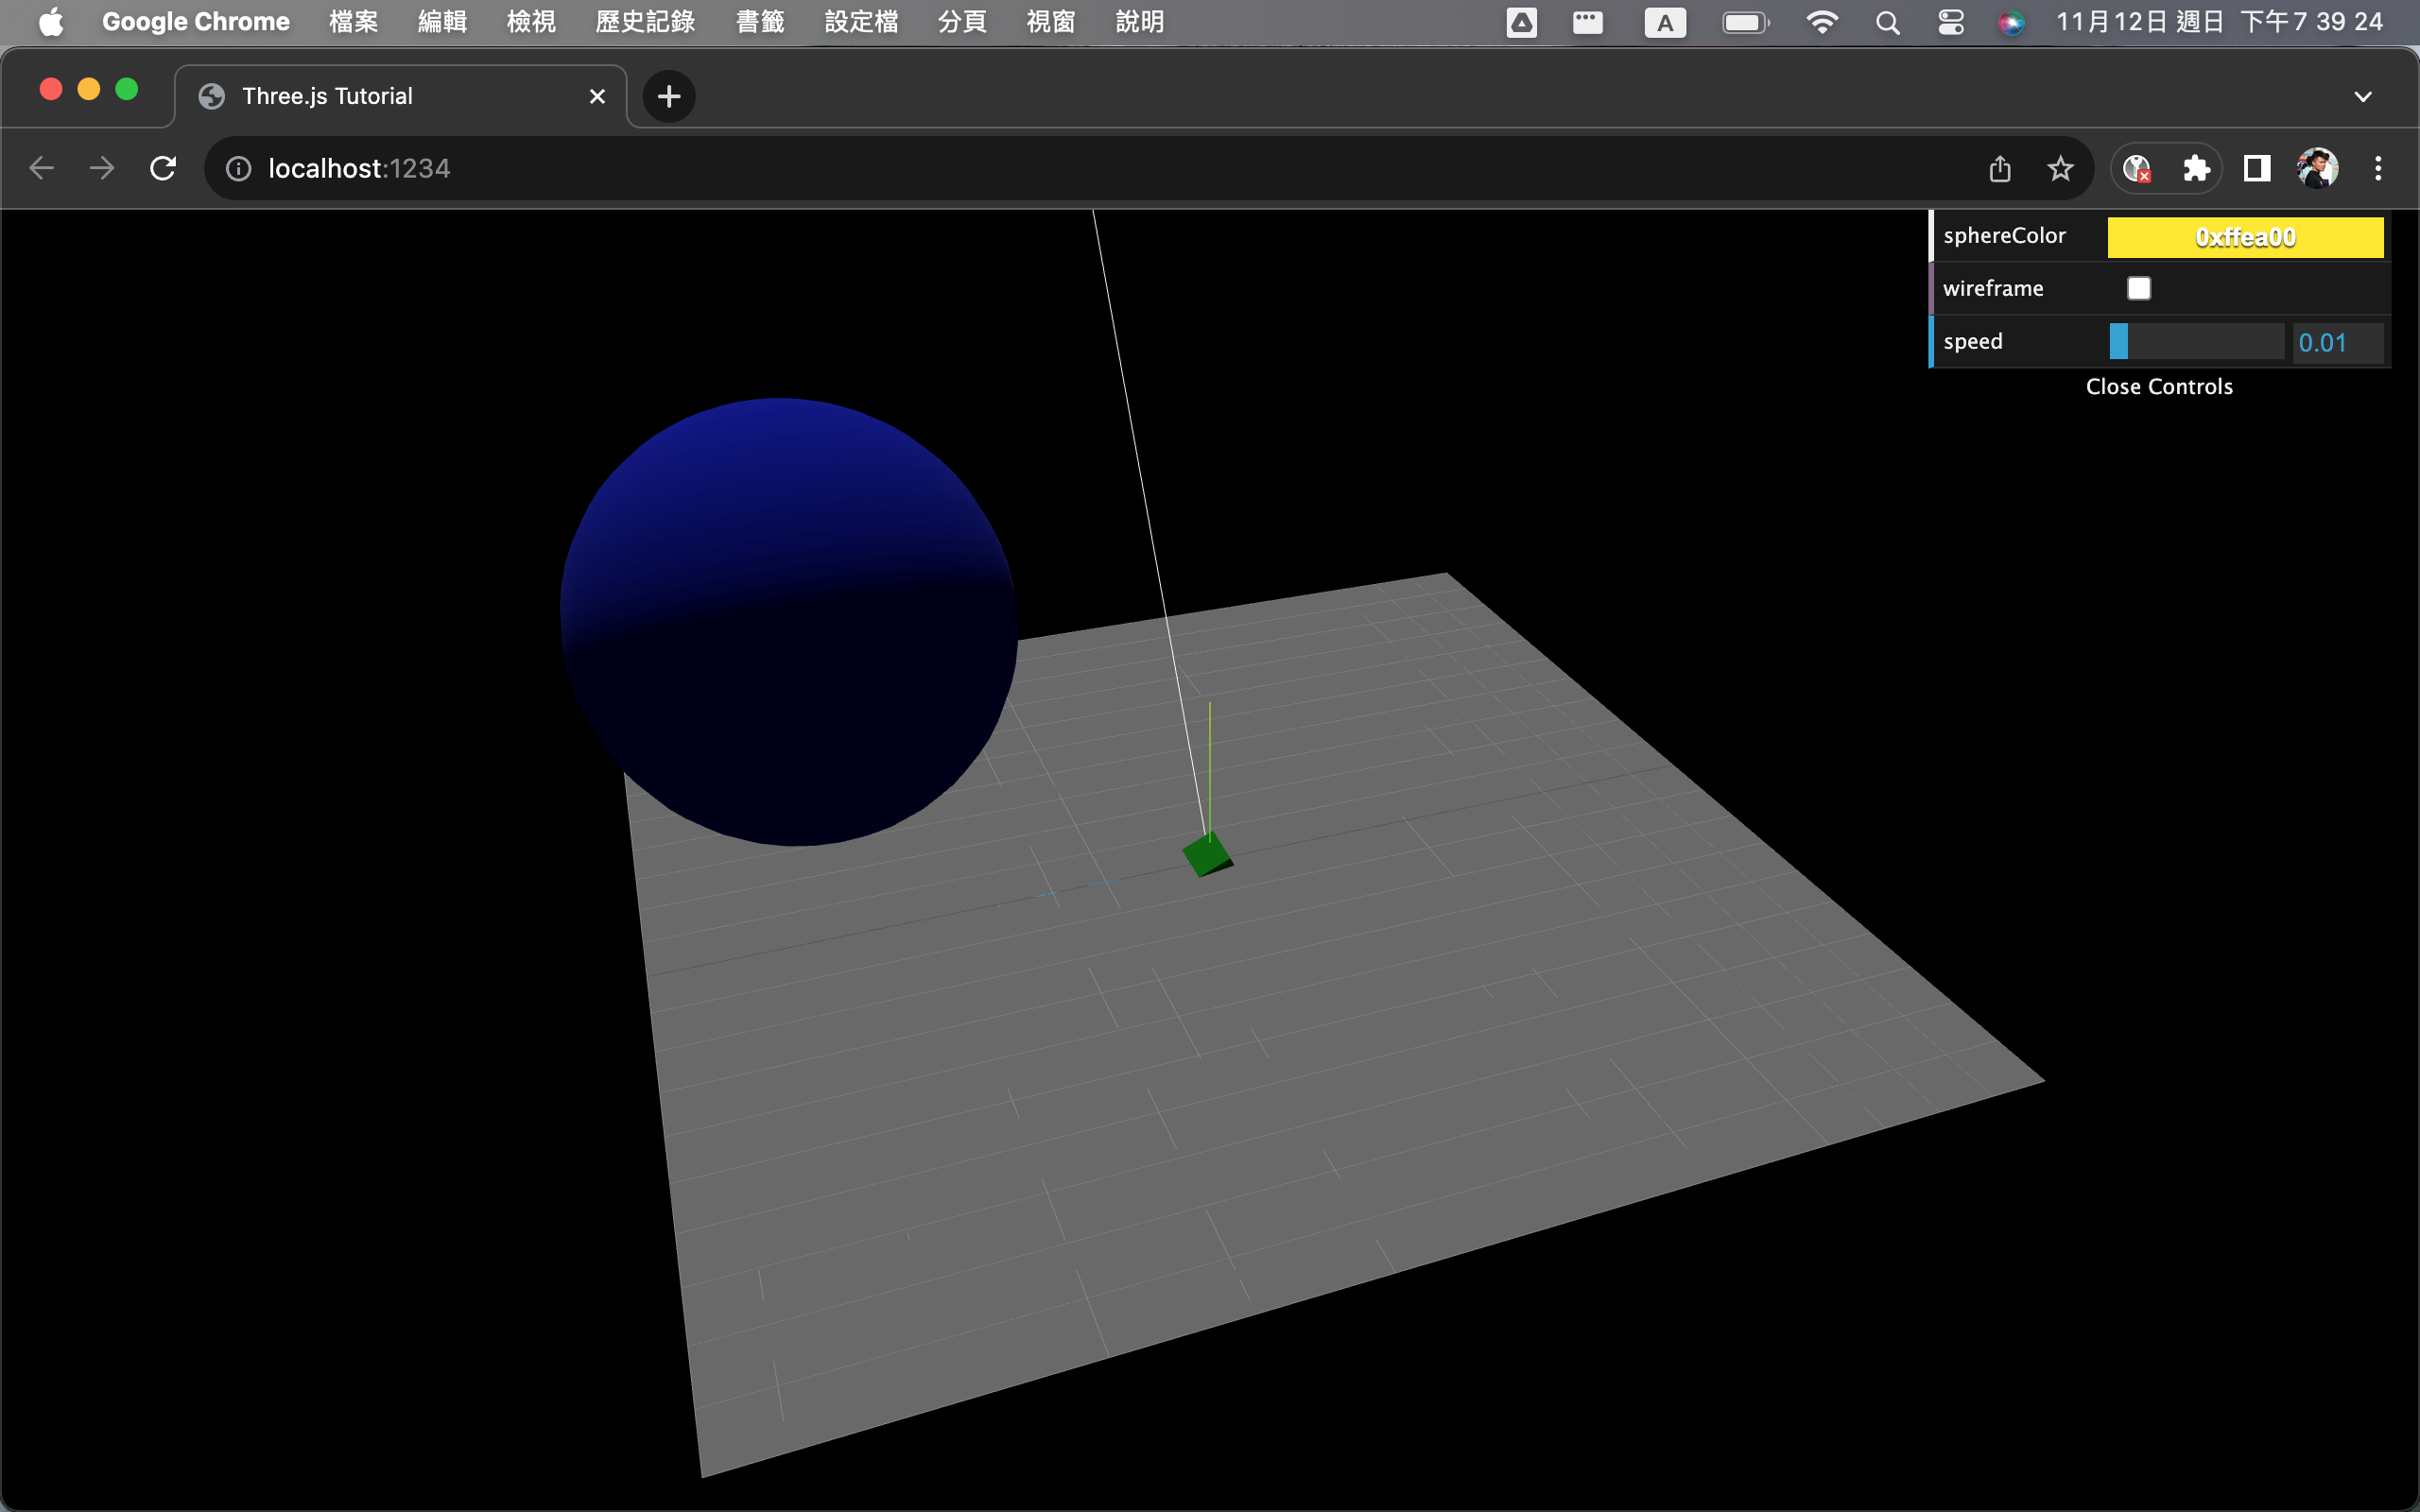 Google Chrome 檔案 編輯 檢視 歷史記錄 書籤 設定檔 分頁 視窗 說明 A 11月12日 週日 下午7 39 24
Three.js Tutorial
localhost:1234
sphereColor 0xffea00
wireframe
speed 0.01
Close Controls